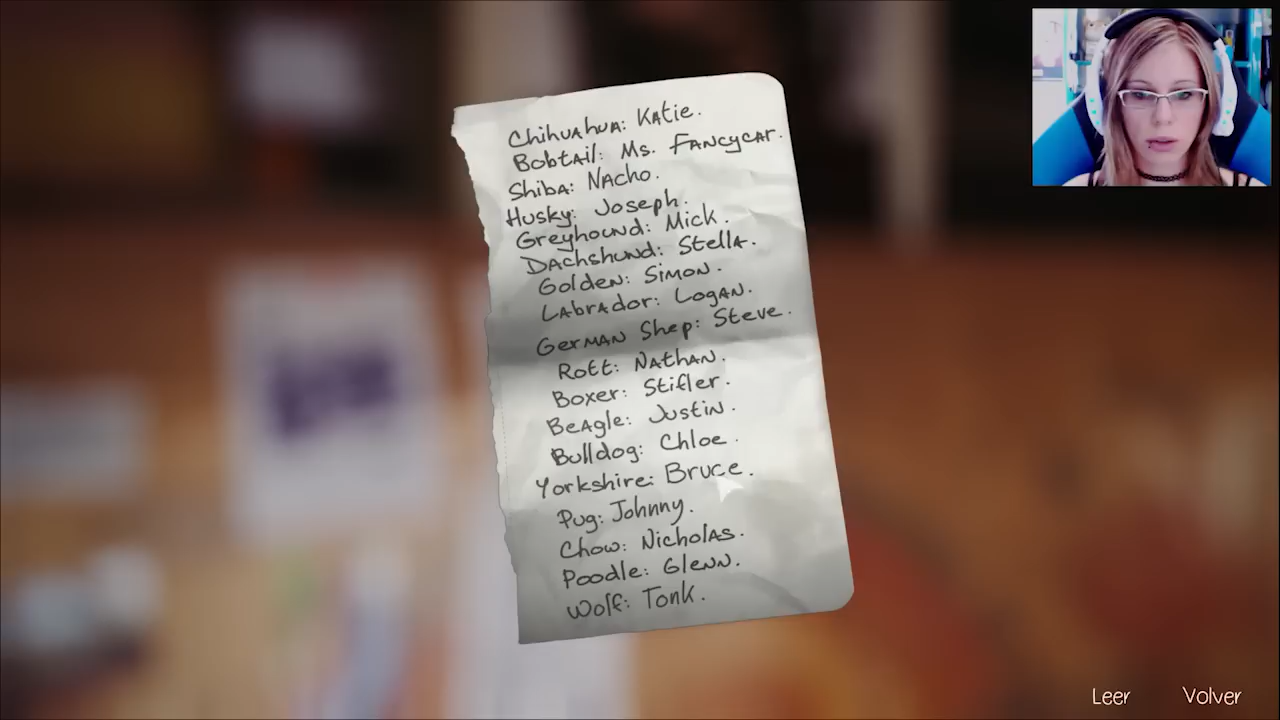 Chihuahua: Katie.
Bobtail: Ms. Fancycar.
Shiba: Nacho.
Husky: Joseph.
Greyhound: Mick.
Dachshund: Stella.
Golden: Simon.
Labrador: Logan.
German Shep: Steve.
Rott: Nathan.
Boxer: Stifler.
Beagle: Justin.
Bulldog: Chloe.
Yorkshire: Bruce.
Pug: Johnny.
Chow: Nicholas.
Poodle: Glenn.
Wolf: Tonk.
Leer Volver